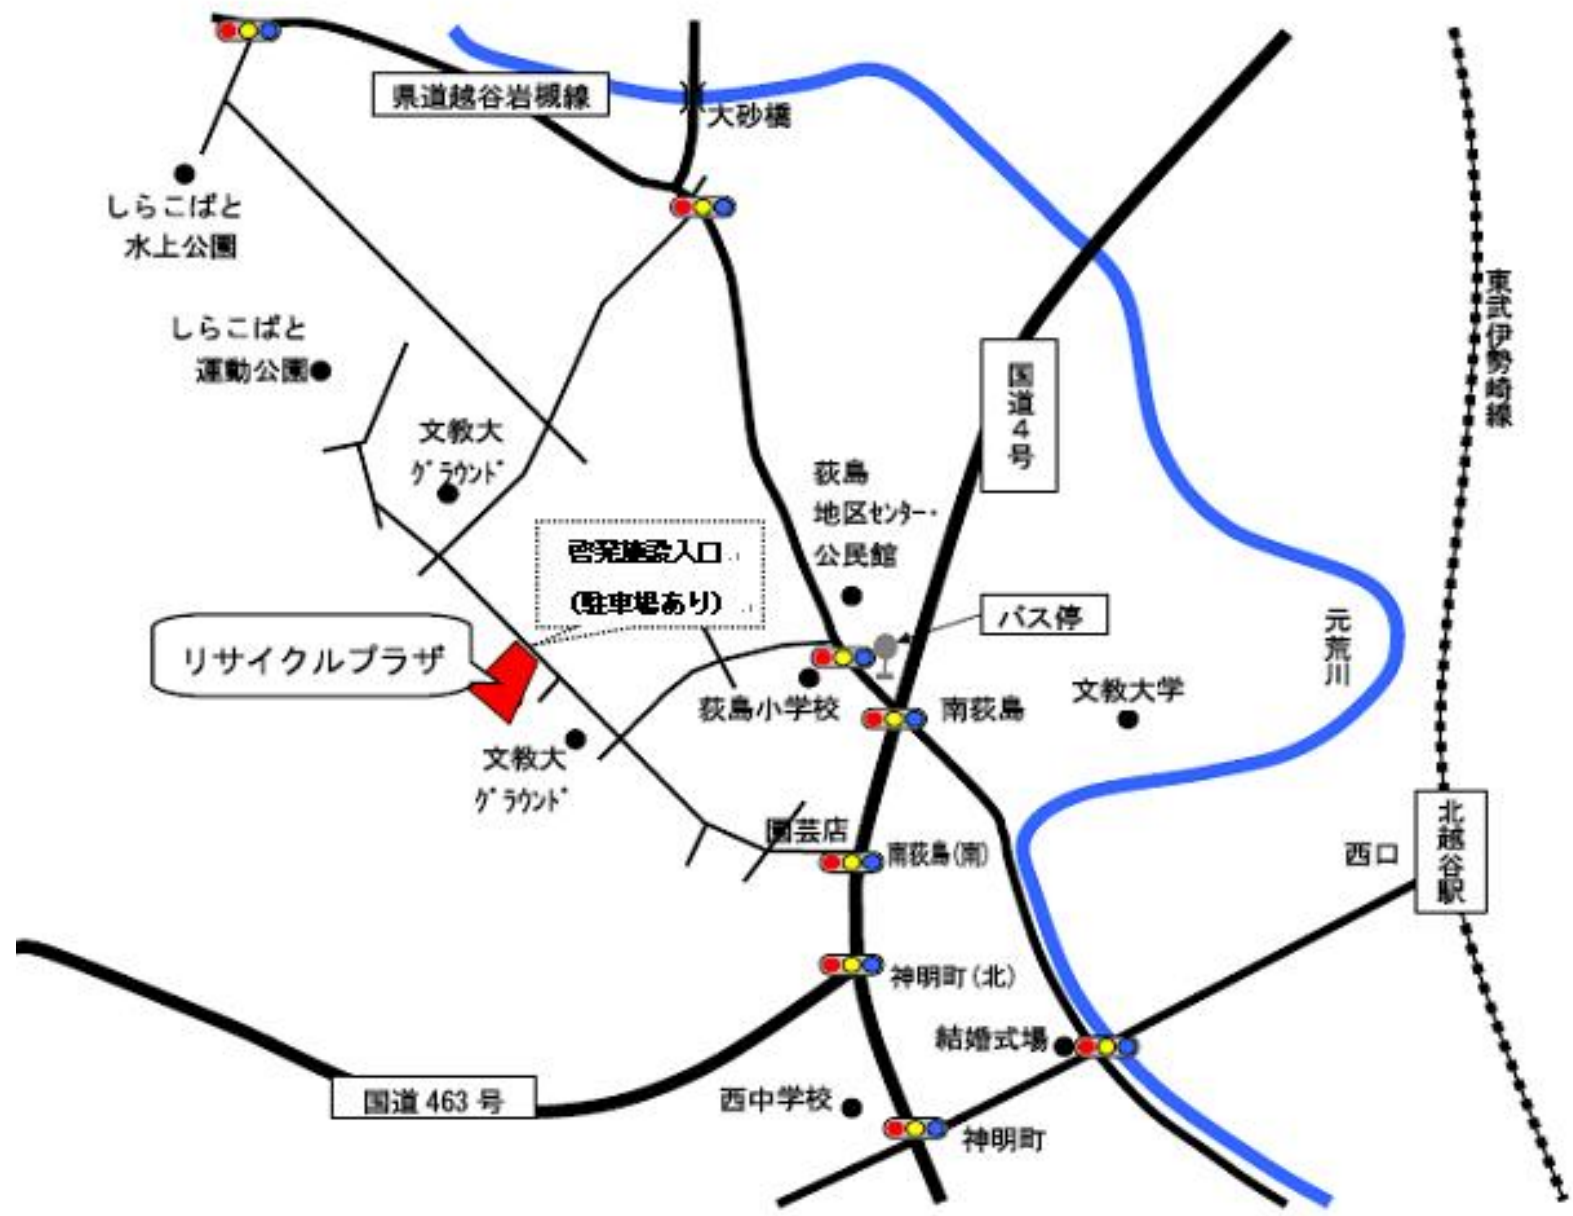 県道越谷岩槻線
大砂橋
しらこばと
水上公園
しらこばと
運動公園
東武伊勢崎線
国道4号
文教大
ｸﾞﾗｳﾝﾄﾞ
荻島
地区ｾﾝﾀｰ・
公民館
啓発施設入口
(駐車場あり)
バス停
元荒川
リサイクルプラザ
荻島小学校
南荻島
文教大学
文教大
ｸﾞﾗｳﾝﾄﾞ
園芸店
南荻島(南)
西口
北越谷駅
神明町(北)
結婚式場
国道463号
西中学校
神明町